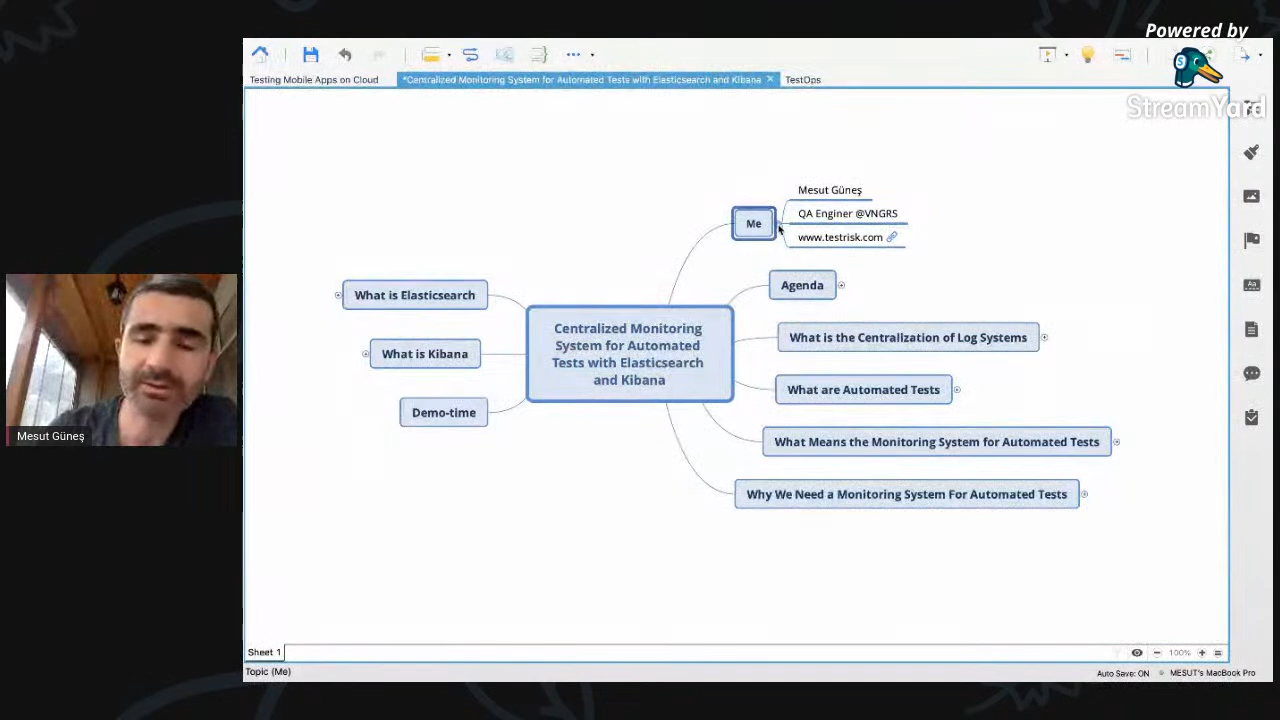 Powered by
StreamYard
Testing Mobile Apps on Cloud
*Centralized Monitoring System for Automated Tests with Elasticsearch and Kibana
TestOps
Mesut Güneş
QA Enginer @VNGRS
www.testrisk.com
Me
Agenda
What is the Centralization of Log Systems
What are Automated Tests
What Means the Monitoring System for Automated Tests
Why We Need a Monitoring System For Automated Tests
Centralized Monitoring
System for Automated
Tests with Elasticsearch
and Kibana
What is Elasticsearch
What is Kibana
Demo-time
Mesut Güneş
Sheet 1
100%
Topic (Me)
Auto Save: ON
MESUT's MacBook Pro